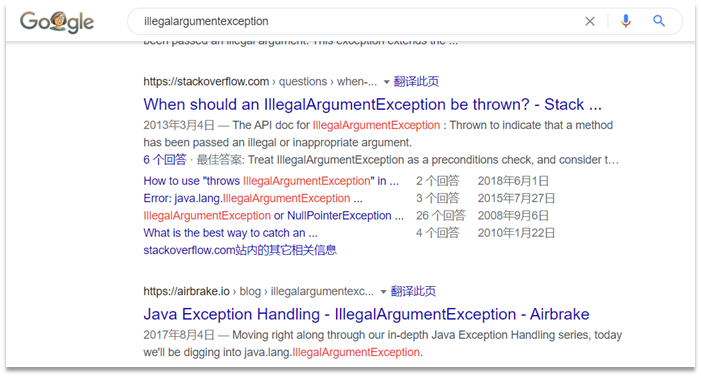 Google
illegalargumentexception
been passed an illegal argument. This exception extends the ...
https://stackoverflow.com › questions › when-... 翻译此页
When should an IllegalArgumentException be thrown? - Stack ...
2013年3月4日 — The API doc for IllegalArgumentException : Thrown to indicate that a method
has been passed an illegal or inappropriate argument.
6 个回答 · 最佳答案: Treat IllegalArgumentException as a preconditions check, and consider t...
How to use "throws IllegalArgumentException" in ... 2 个回答 2018年6月1日
Error: java.lang.IllegalArgumentException ... 3 个回答 2015年7月27日
IllegalArgumentException or NullPointerException ... 26 个回答 2008年9月6日
What is the best way to catch an ... 4 个回答 2010年1月22日
stackoverflow.com站内的其它相关信息
https://airbrake.io › blog › illegalargumentexc... 翻译此页
Java Exception Handling - IllegalArgumentException - Airbrake
2017年8月4日 — Moving right along through our in-depth Java Exception Handling series, today
we'll be digging into java.lang.IllegalArgumentException.